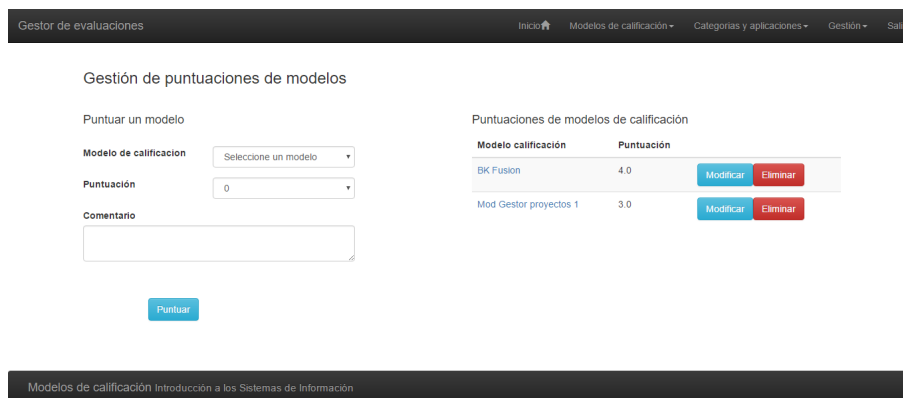 Gestor de evaluaciones
Inicio
Modelos de calificación
Categorias y aplicaciones
Gestión
Gestión de puntuaciones de modelos
Puntuar un modelo
Modelo de calificacion
Seleccione un modelo
Puntuación
0
Comentario
Puntuar
Puntuaciones de modelos de calificación
Modelo calificación Puntuación
BK Fusion 4.0 Modificar Eliminar
Mod Gestor proyectos 1 3.0 Modificar Eliminar
Modelos de calificación Introducción a los Sistemas de Información